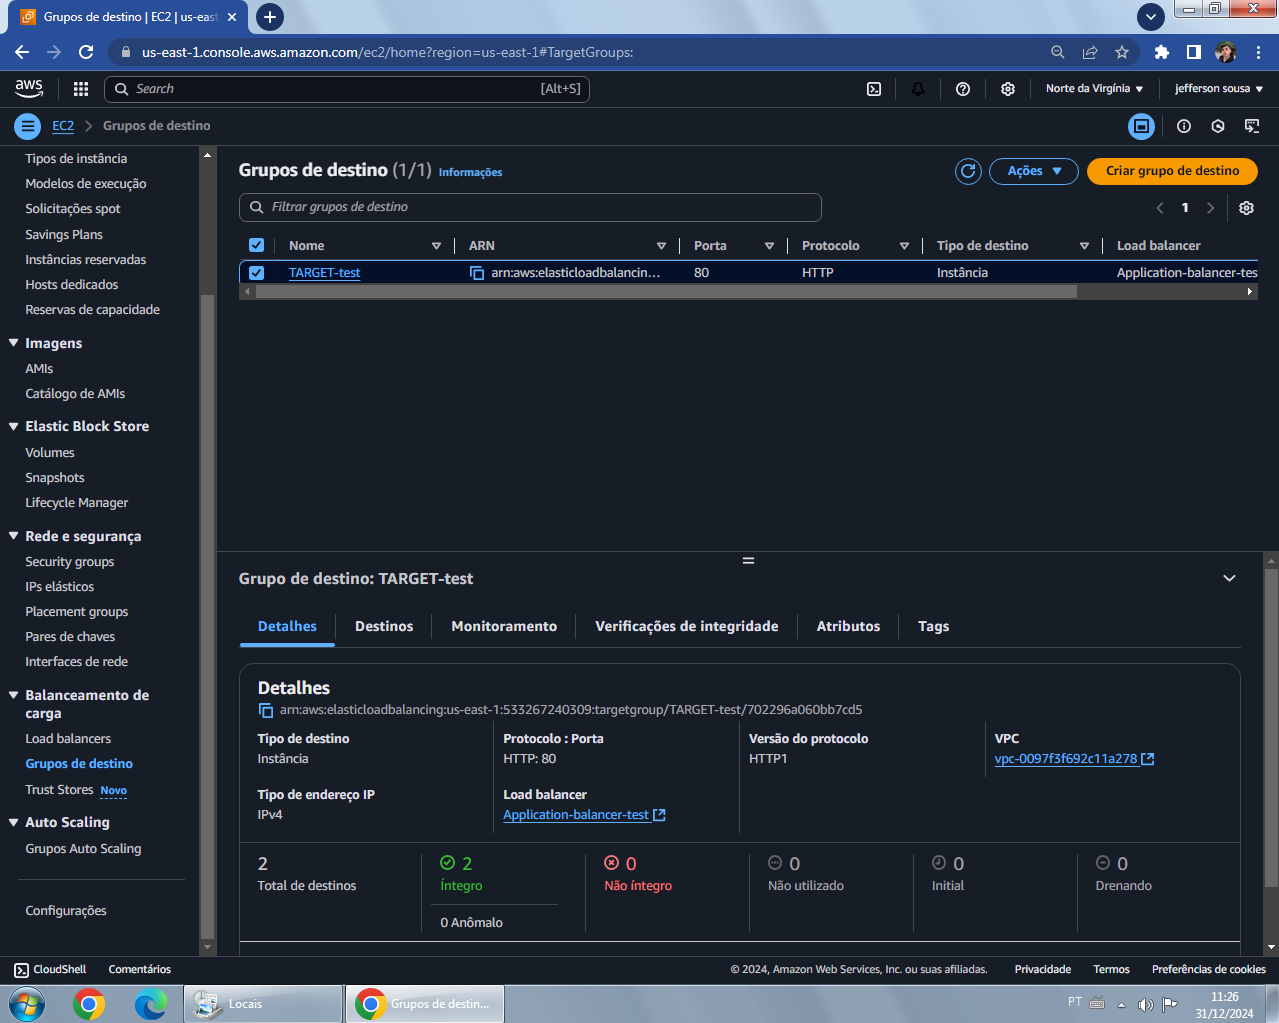 Grupos de destino | EC2 | us-eas
us-east-1.console.aws.amazon.com/ec2/home?region=us-east-1#TargetGroups:
aws
Search
[Alt+S]
Norte da Virgínia
jefferson sousa
EC2
Grupos de destino
Tipos de instância
Modelos de execução
Solicitações spot
Savings Plans
Instâncias reservadas
Hosts dedicados
Reservas de capacidade
Imagens
AMIs
Catálogo de AMIs
Elastic Block Store
Volumes
Snapshots
Lifecycle Manager
Rede e segurança
Security groups
IPs elásticos
Placement groups
Pares de chaves
Interfaces de rede
Balanceamento de
carga
Load balancers
Grupos de destino
Trust Stores Novo
Auto Scaling
Grupos Auto Scaling
Configurações
Grupos de destino (1/1) Informações
Ações
Criar grupo de destino
Filtrar grupos de destino
1
Nome ARN Porta Protocolo Tipo de destino Load balancer
TARGET-test arn:aws:elasticloadbalancin... 80 HTTP Instância Application-balancer-tes
Grupo de destino: TARGET-test
Detalhes Destinos Monitoramento Verificações de integridade Atributos Tags
Detalhes
arn:aws:elasticloadbalancing:us-east-1:533267240309:targetgroup/TARGET-test/702296a060bb7cd5
Tipo de destino
Instância
Protocolo : Porta
HTTP: 80
Versão do protocolo
HTTP1
VPC
vpc-0097f3f692c11a278
Tipo de endereço IP
IPv4
Load balancer
Application-balancer-test
2
Total de destinos
2
Íntegro
0 Anômalo
0
Não íntegro
0
Não utilizado
0
Initial
0
Drenando
CloudShell
Comentários
© 2024, Amazon Web Services, Inc. ou suas afiliadas.
Privacidade
Termos
Preferências de cookies
Locais
Grupos de destin...
PT
11:26
31/12/2024